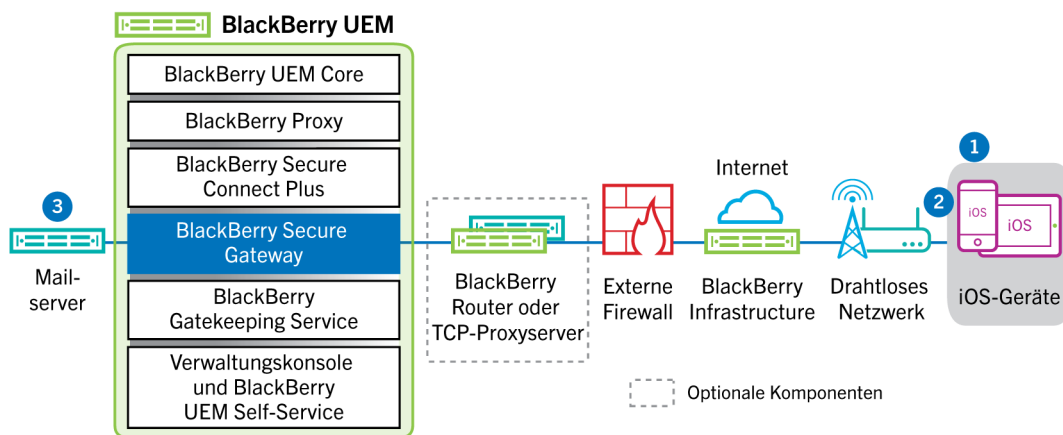 BlackBerry UEM
BlackBerry UEM Core
BlackBerry Proxy
BlackBerry Secure
Connect Plus
BlackBerry Secure
Gateway
BlackBerry
Gatekeeping Service
Verwaltungskonsole
und BlackBerry
UEM Self-Service
3
Mail-
server
BlackBerry
Router oder
TCP-Proxyserver
Externe
Firewall
Internet
BlackBerry
Infrastructure
Drahtloses
Netzwerk
1
2
iOS
iOS
iOS-Geräte
Optionale Komponenten